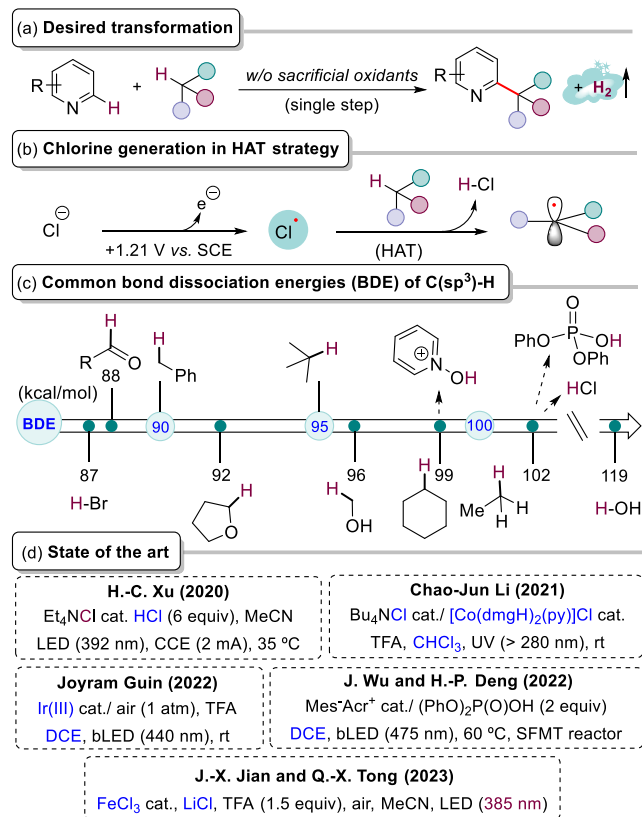 (a) Desired transformation
R
N
H
+
H
w/o sacrificial oxidants
(single step)
R
N
+ H₂
(b) Chlorine generation in HAT strategy
Cl⊖
e⊖
+1.21 V vs. SCE
Cl•
H
H-Cl
(HAT)
(c) Common bond dissociation energies (BDE) of C(sp³)-H
(kcal/mol)
BDE
H
R
O
88
H
Ph
90
H
95
+
N
OH
100
O
PhO P OH
OPh
HCl
87
H-Br
92
H
O
96
H
OH
99
H
102
H
Me
H
H
119
H-OH
(d) State of the art
H.-C. Xu (2020)
Et₄NCl cat. HCl (6 equiv), MeCN
LED (392 nm), CCE (2 mA), 35 ºC
Chao-Jun Li (2021)
Bu₄NCl cat./ [Co(dmgH)₂(py)]Cl cat.
TFA, CHCl₃, UV (> 280 nm), rt
Joyram Guin (2022)
Ir(III) cat./ air (1 atm), TFA
DCE, bLED (440 nm), rt
J. Wu and H.-P. Deng (2022)
Mes-Acr⁺ cat./ (PhO)₂P(O)OH (2 equiv)
DCE, bLED (475 nm), 60 ºC, SFMT reactor
J.-X. Jian and Q.-X. Tong (2023)
FeCl₃ cat., LiCl, TFA (1.5 equiv), air, MeCN, LED (385 nm)